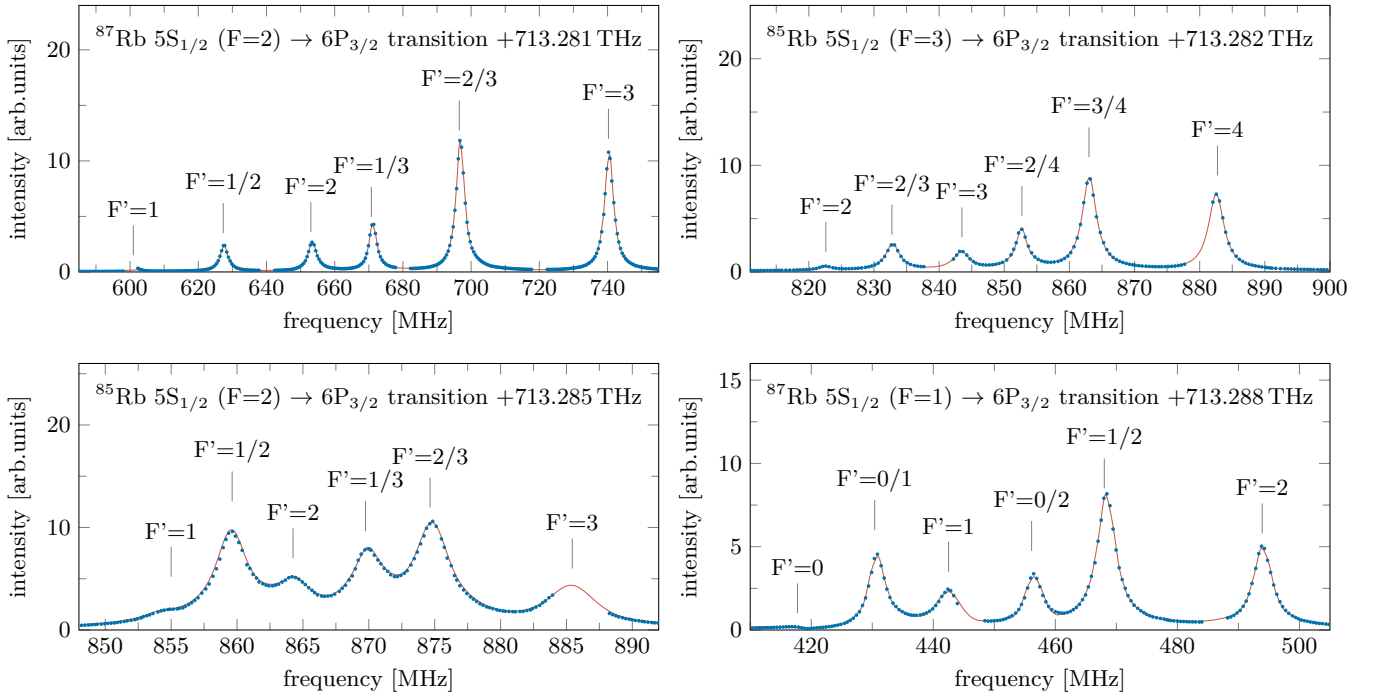 ⁸⁷Rb 5S₁/₂ (F=2) → 6P₃/₂ transition +713.281 THz
intensity [arb.units]
20
10
0
F'=1
F'=1/2
F'=2
F'=1/3
F'=2/3
F'=3
600 620 640 660 680 700 720 740
frequency [MHz]
⁸⁵Rb 5S₁/₂ (F=3) → 6P₃/₂ transition +713.282 THz
intensity [arb.units]
20
10
0
F'=2
F'=2/3
F'=3
F'=2/4
F'=3/4
F'=4
820 830 840 850 860 870 880 890 900
frequency [MHz]
⁸⁵Rb 5S₁/₂ (F=2) → 6P₃/₂ transition +713.285 THz
intensity [arb.units]
20
10
0
F'=1
F'=1/2
F'=2
F'=1/3
F'=2/3
F'=3
850 855 860 865 870 875 880 885 890
frequency [MHz]
⁸⁷Rb 5S₁/₂ (F=1) → 6P₃/₂ transition +713.288 THz
intensity [arb.units]
15
10
5
0
F'=0
F'=0/1
F'=1
F'=0/2
F'=1/2
F'=2
420 440 460 480 500
frequency [MHz]